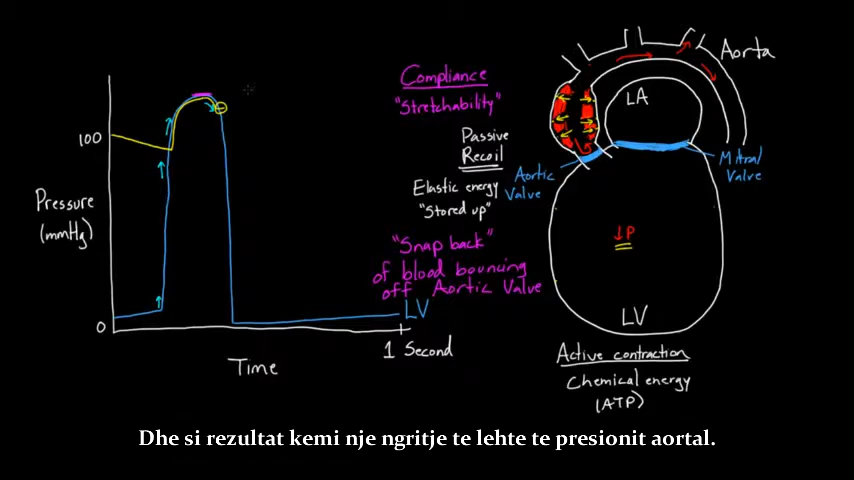 100
Pressure
(mmHg)
0
Time
1 Second
LV
Compliance
"Stretchability"
Passive
Recoil
Elastic energy
"Stored up"
"Snap back"
of blood bouncing
off Aortic Valve
Aorta
LA
Aortic
Valve
Mitral
Valve
↓P
LV
Active contraction
Chemical energy
(ATP)
Dhe si rezultat kemi nje ngritje te lehte te presionit aortal.